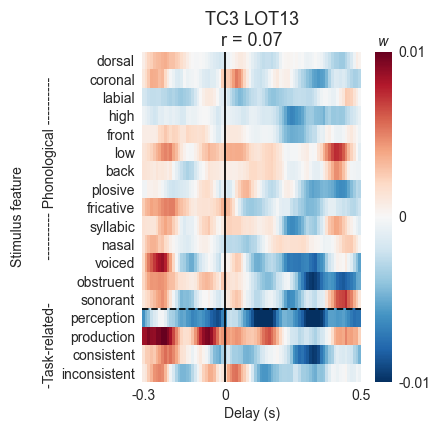 TC3 LOT13
r = 0.07
w
dorsal
coronal
labial
high
front
low
back
plosive
fricative
syllabic
nasal
voiced
obstruent
sonorant
perception
production
consistent
inconsistent
Stimulus feature
---------- Phonological ----------
-Task-related-
0.01
0
-0.01
-0.3 0 0.5
Delay (s)